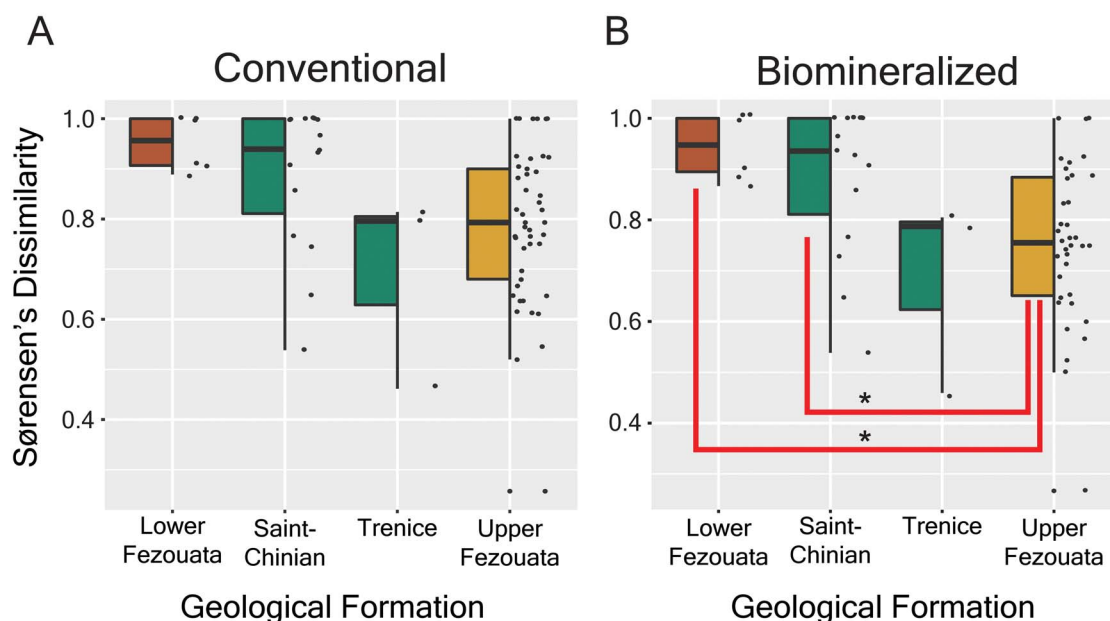 A
Conventional
Sørensen's Dissimilarity
1.0
0.8
0.6
0.4
Lower
Fezouata
Saint-
Chinian
Trenice
Upper
Fezouata
Geological Formation
B
Biomineralized
1.0
0.8
0.6
0.4
*
*
Lower
Fezouata
Saint-
Chinian
Trenice
Upper
Fezouata
Geological Formation